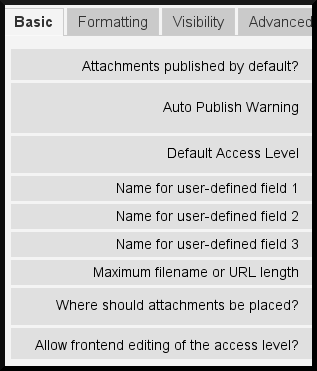 Basic Formatting Visibility Advanced
Attachments published by default?
Auto Publish Warning
Default Access Level
Name for user-defined field 1
Name for user-defined field 2
Name for user-defined field 3
Maximum filename or URL length
Where should attachments be placed?
Allow frontend editing of the access level?